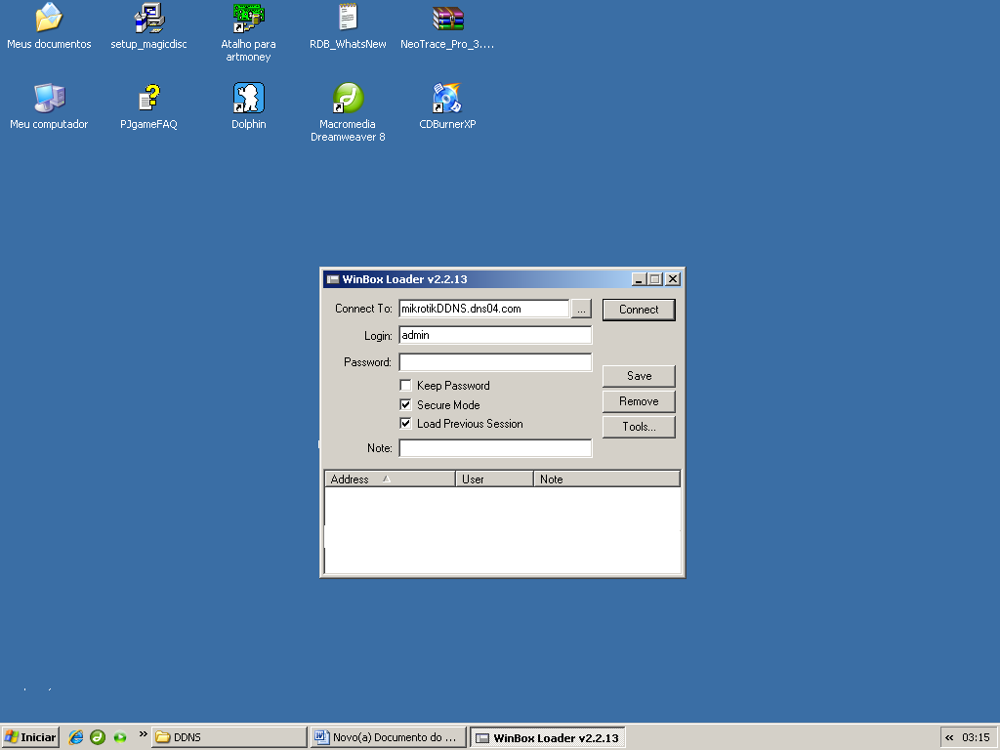 Meus documentos
setup_magicdisc
Atalho para
artmoney
RDB_WhatsNew
NeoTrace_Pro_3....
Meu computador
PJgameFAQ
Dolphin
Macromedia
Dreamweaver 8
CDBurnerXP
WinBox Loader v2.2.13
Connect To: mikrotikDDNS.dns04.com ... Connect
Login: admin
Password:
Keep Password
Save
Secure Mode
Remove
Load Previous Session
Tools...
Note:
Address User Note
Iniciar » DDNS Novo(a) Documento do ... WinBox Loader v2.2.13 « 03:15